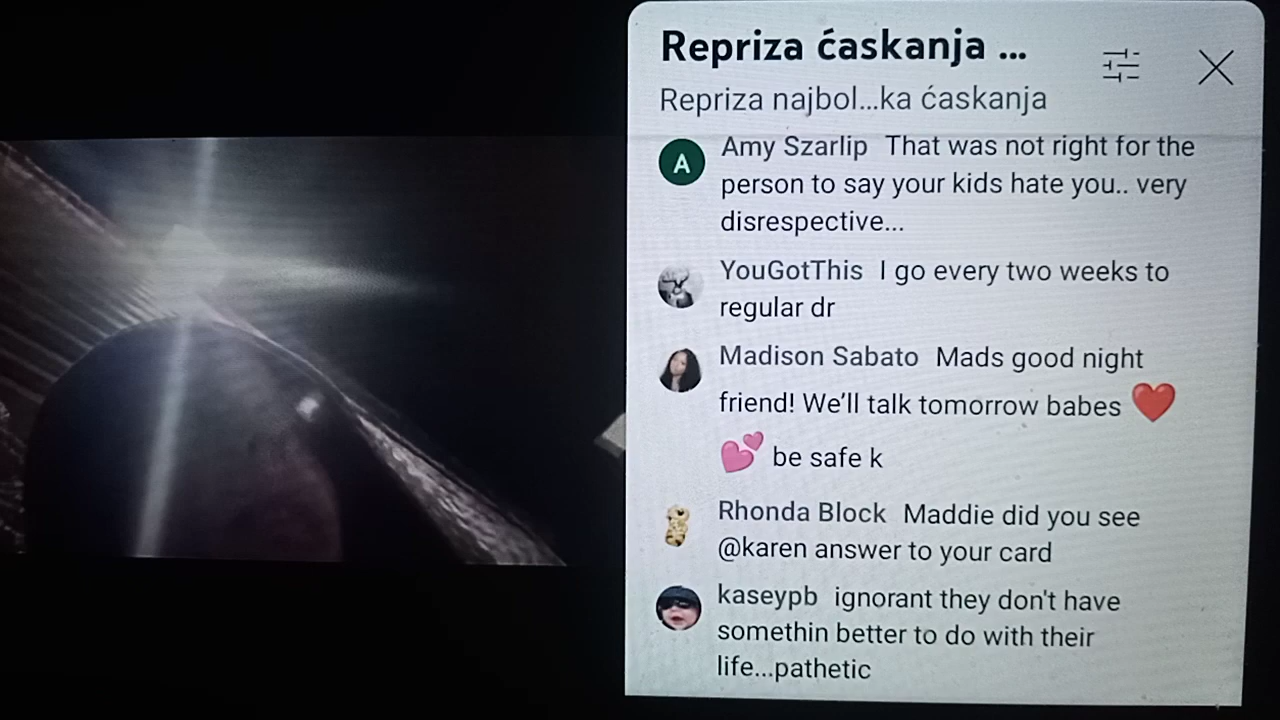 Repriza ćaskanja ...
Repriza najbol...ka ćaskanja
A
Amy Szarlip That was not right for the
person to say your kids hate you.. very
disrespective...
YouGotThis I go every two weeks to
regular dr
Madison Sabato Mads good night
friend! We'll talk tomorrow babes ❤️
💕 be safe k
Rhonda Block Maddie did you see
@karen answer to your card
kaseypb ignorant they don't have
somethin better to do with their
life...pathetic